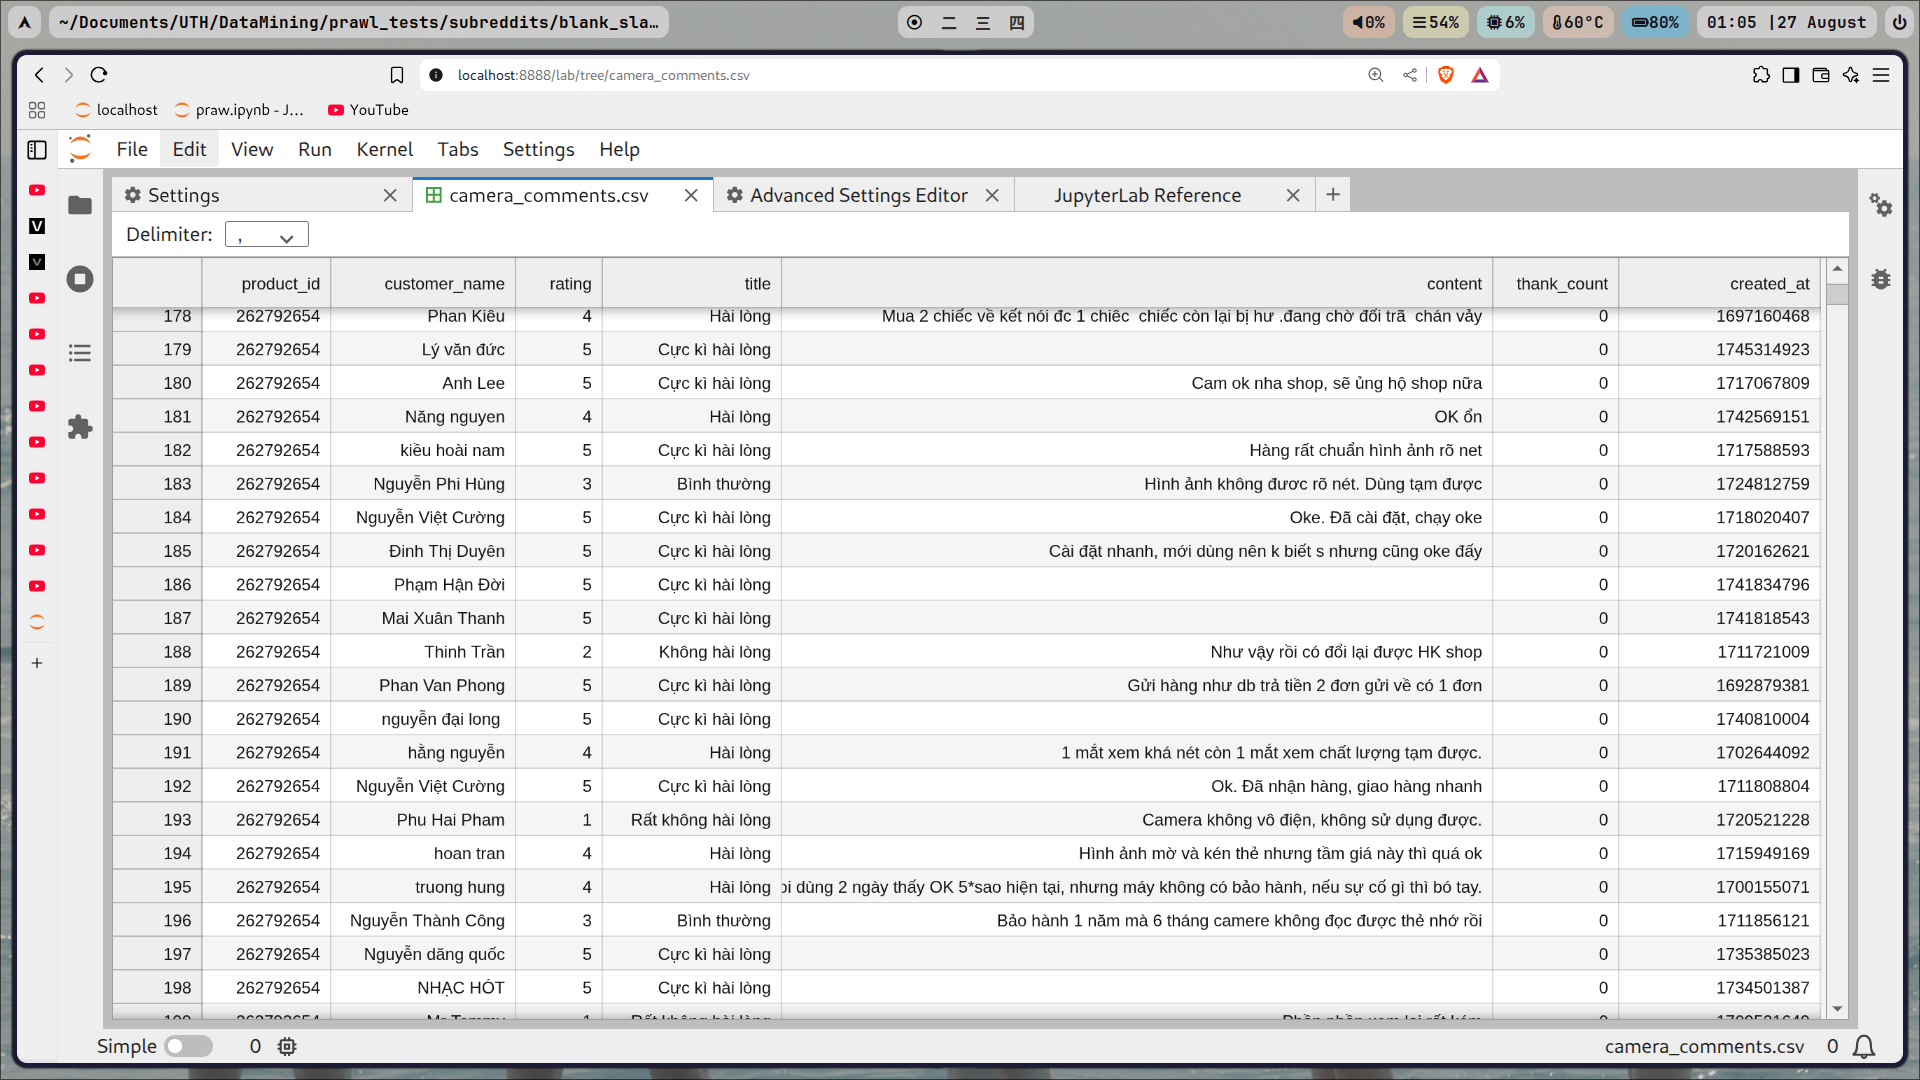 ~/Documents/UTH/DataMining/prawl_tests/subreddits/blank_sla…
二 三 四
0% 54% 6% 60°C 80% 01:05 |27 August
localhost:8888/lab/tree/camera_comments.csv
localhost praw.ipynb - J… YouTube
File Edit View Run Kernel Tabs Settings Help
Settings camera_comments.csv Advanced Settings Editor JupyterLab Reference
Delimiter: ,
product_id customer_name rating title content thank_count created_at
178 262792654 Phan Kiêu 4 Hài lòng Mua 2 chiếc về kết nói đc 1 chiêc chiếc còn lại bị hư .đang chờ đổi trã chán vảy 0 1697160468
179 262792654 Lý văn đức 5 Cực kì hài lòng 0 1745314923
180 262792654 Anh Lee 5 Cực kì hài lòng Cam ok nha shop, sẽ ủng hộ shop nữa 0 1717067809
181 262792654 Năng nguyen 4 Hài lòng OK ổn 0 1742569151
182 262792654 kiều hoài nam 5 Cực kì hài lòng Hàng rất chuẩn hình ảnh rõ net 0 1717588593
183 262792654 Nguyễn Phi Hùng 3 Bình thường Hình ảnh không đươc rõ nét. Dùng tạm được 0 1724812759
184 262792654 Nguyễn Việt Cường 5 Cực kì hài lòng Oke. Đã cài đặt, chạy oke 0 1718020407
185 262792654 Đinh Thị Duyên 5 Cực kì hài lòng Cài đặt nhanh, mới dùng nên k biết s nhưng cũng oke đấy 0 1720162621
186 262792654 Phạm Hận Đời 5 Cực kì hài lòng 0 1741834796
187 262792654 Mai Xuân Thanh 5 Cực kì hài lòng 0 1741818543
188 262792654 Thinh Trần 2 Không hài lòng Như vậy rồi có đổi lại được HK shop 0 1711721009
189 262792654 Phan Van Phong 5 Cực kì hài lòng Gửi hàng như db trả tiền 2 đơn gửi về có 1 đơn 0 1692879381
190 262792654 nguyễn đại long 5 Cực kì hài lòng 0 1740810004
191 262792654 hằng nguyễn 4 Hài lòng 1 mắt xem khá nét còn 1 mắt xem chất lượng tạm được. 0 1702644092
192 262792654 Nguyễn Việt Cường 5 Cực kì hài lòng Ok. Đã nhận hàng, giao hàng nhanh 0 1711808804
193 262792654 Phu Hai Pham 1 Rất không hài lòng Camera không vô điện, không sử dụng được. 0 1720521228
194 262792654 hoan tran 4 Hài lòng Hình ảnh mờ và kén thẻ nhưng tầm giá này thì quá ok 0 1715949169
195 262792654 truong hung 4 Hài lòng dùng 2 ngày thấy OK 5*sao hiện tại, nhưng máy không có bảo hành, nếu sự cố gì thì bó tay. 0 1700155071
196 262792654 Nguyễn Thành Công 3 Bình thường Bảo hành 1 năm mà 6 tháng camere không đọc được thẻ nhớ rồi 0 1711856121
197 262792654 Nguyễn dăng quốc 5 Cực kì hài lòng 0 1735385023
198 262792654 NHẠC HÓT 5 Cực kì hài lòng 0 1734501387
Simple 0 camera_comments.csv 0